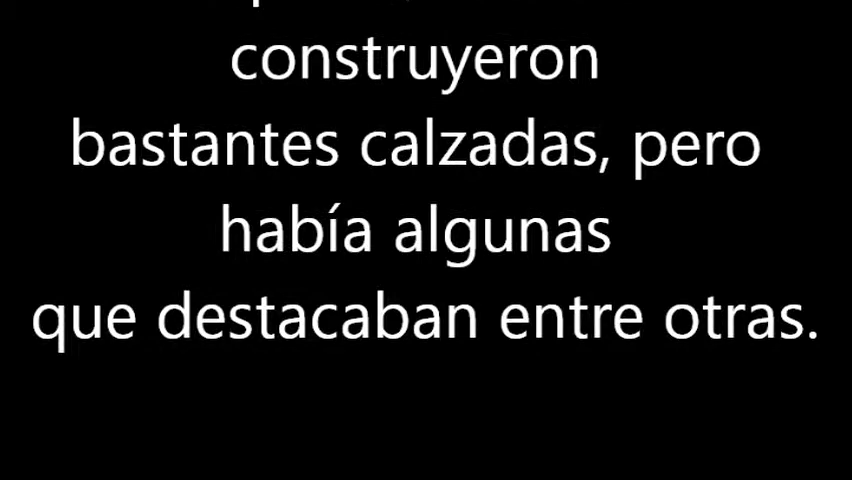 construyeron
bastantes calzadas, pero
había algunas
que destacaban entre otras.